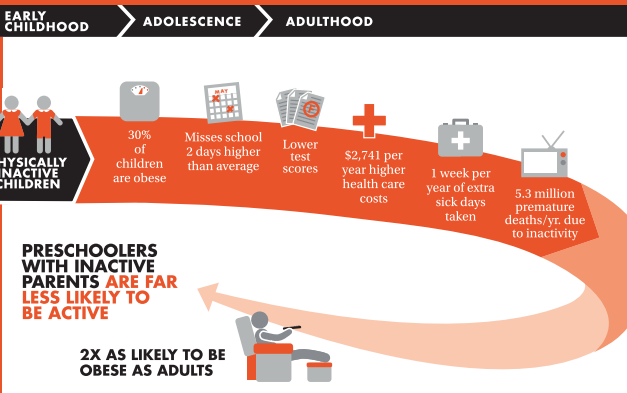 EARLY
CHILDHOOD
ADOLESCENCE
ADULTHOOD
HYSICALLY
NACTIVE
CHILDREN
30%
of
children
are obese
MAY
Misses school
2 days higher
than average
Lower
test
scores
$2,741 per
year higher
health care
costs
1 week per
year of extra
sick days
taken
5.3 million
premature
deaths/yr. due
to inactivity
PRESCHOOLERS
WITH INACTIVE
PARENTS ARE FAR
LESS LIKELY TO
BE ACTIVE
2X AS LIKELY TO BE
OBESE AS ADULTS